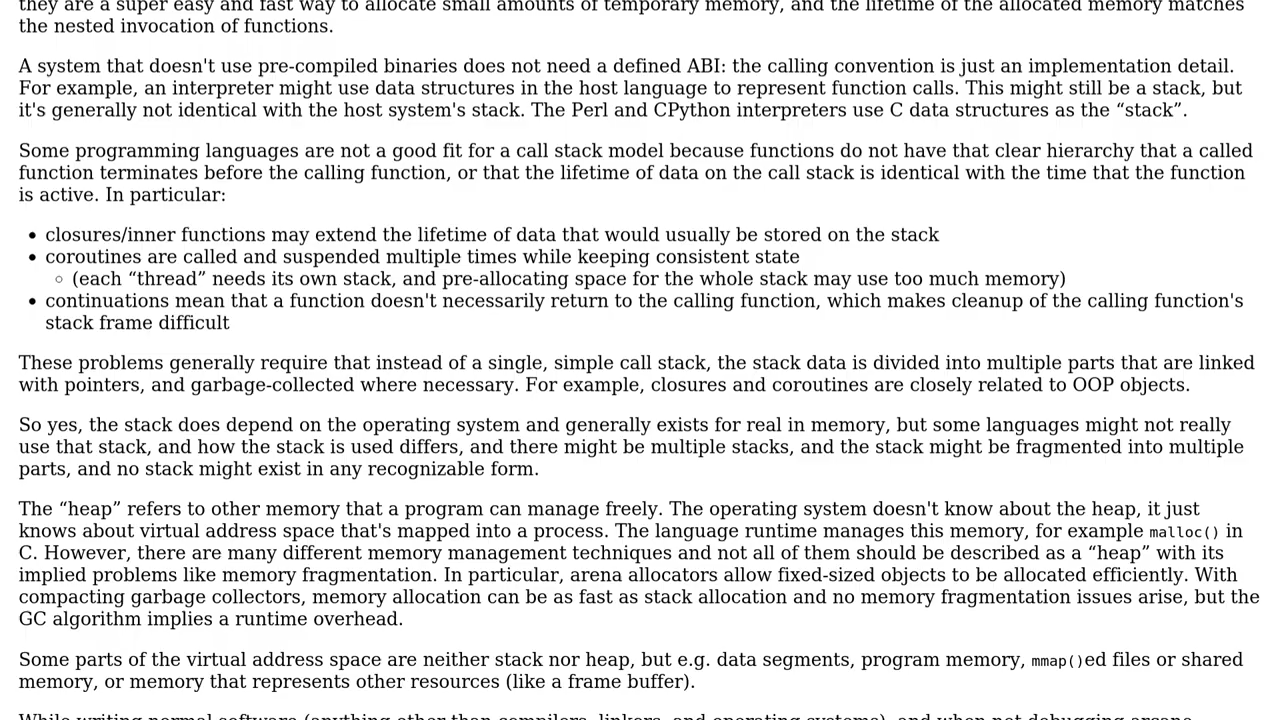 they are a super easy and fast way to allocate small amounts of temporary memory, and the lifetime of the allocated memory matches
the nested invocation of functions.
A system that doesn't use pre-compiled binaries does not need a defined ABI: the calling convention is just an implementation detail.
For example, an interpreter might use data structures in the host language to represent function calls. This might still be a stack, but
it's generally not identical with the host system's stack. The Perl and CPython interpreters use C data structures as the “stack”.
Some programming languages are not a good fit for a call stack model because functions do not have that clear hierarchy that a called
function terminates before the calling function, or that the lifetime of data on the call stack is identical with the time that the function
is active. In particular:
• closures/inner functions may extend the lifetime of data that would usually be stored on the stack
• coroutines are called and suspended multiple times while keeping consistent state
◦ (each “thread” needs its own stack, and pre-allocating space for the whole stack may use too much memory)
• continuations mean that a function doesn't necessarily return to the calling function, which makes cleanup of the calling function's
stack frame difficult
These problems generally require that instead of a single, simple call stack, the stack data is divided into multiple parts that are linked
with pointers, and garbage-collected where necessary. For example, closures and coroutines are closely related to OOP objects.
So yes, the stack does depend on the operating system and generally exists for real in memory, but some languages might not really
use that stack, and how the stack is used differs, and there might be multiple stacks, and the stack might be fragmented into multiple
parts, and no stack might exist in any recognizable form.
The “heap” refers to other memory that a program can manage freely. The operating system doesn't know about the heap, it just
knows about virtual address space that's mapped into a process. The language runtime manages this memory, for example malloc() in
C. However, there are many different memory management techniques and not all of them should be described as a “heap” with its
implied problems like memory fragmentation. In particular, arena allocators allow fixed-sized objects to be allocated efficiently. With
compacting garbage collectors, memory allocation can be as fast as stack allocation and no memory fragmentation issues arise, but the
GC algorithm implies a runtime overhead.
Some parts of the virtual address space are neither stack nor heap, but e.g. data segments, program memory, mmap()ed files or shared
memory, or memory that represents other resources (like a frame buffer).
While writing normal software (anything other than compilers, linkers, and operating systems), and when not debugging arcane